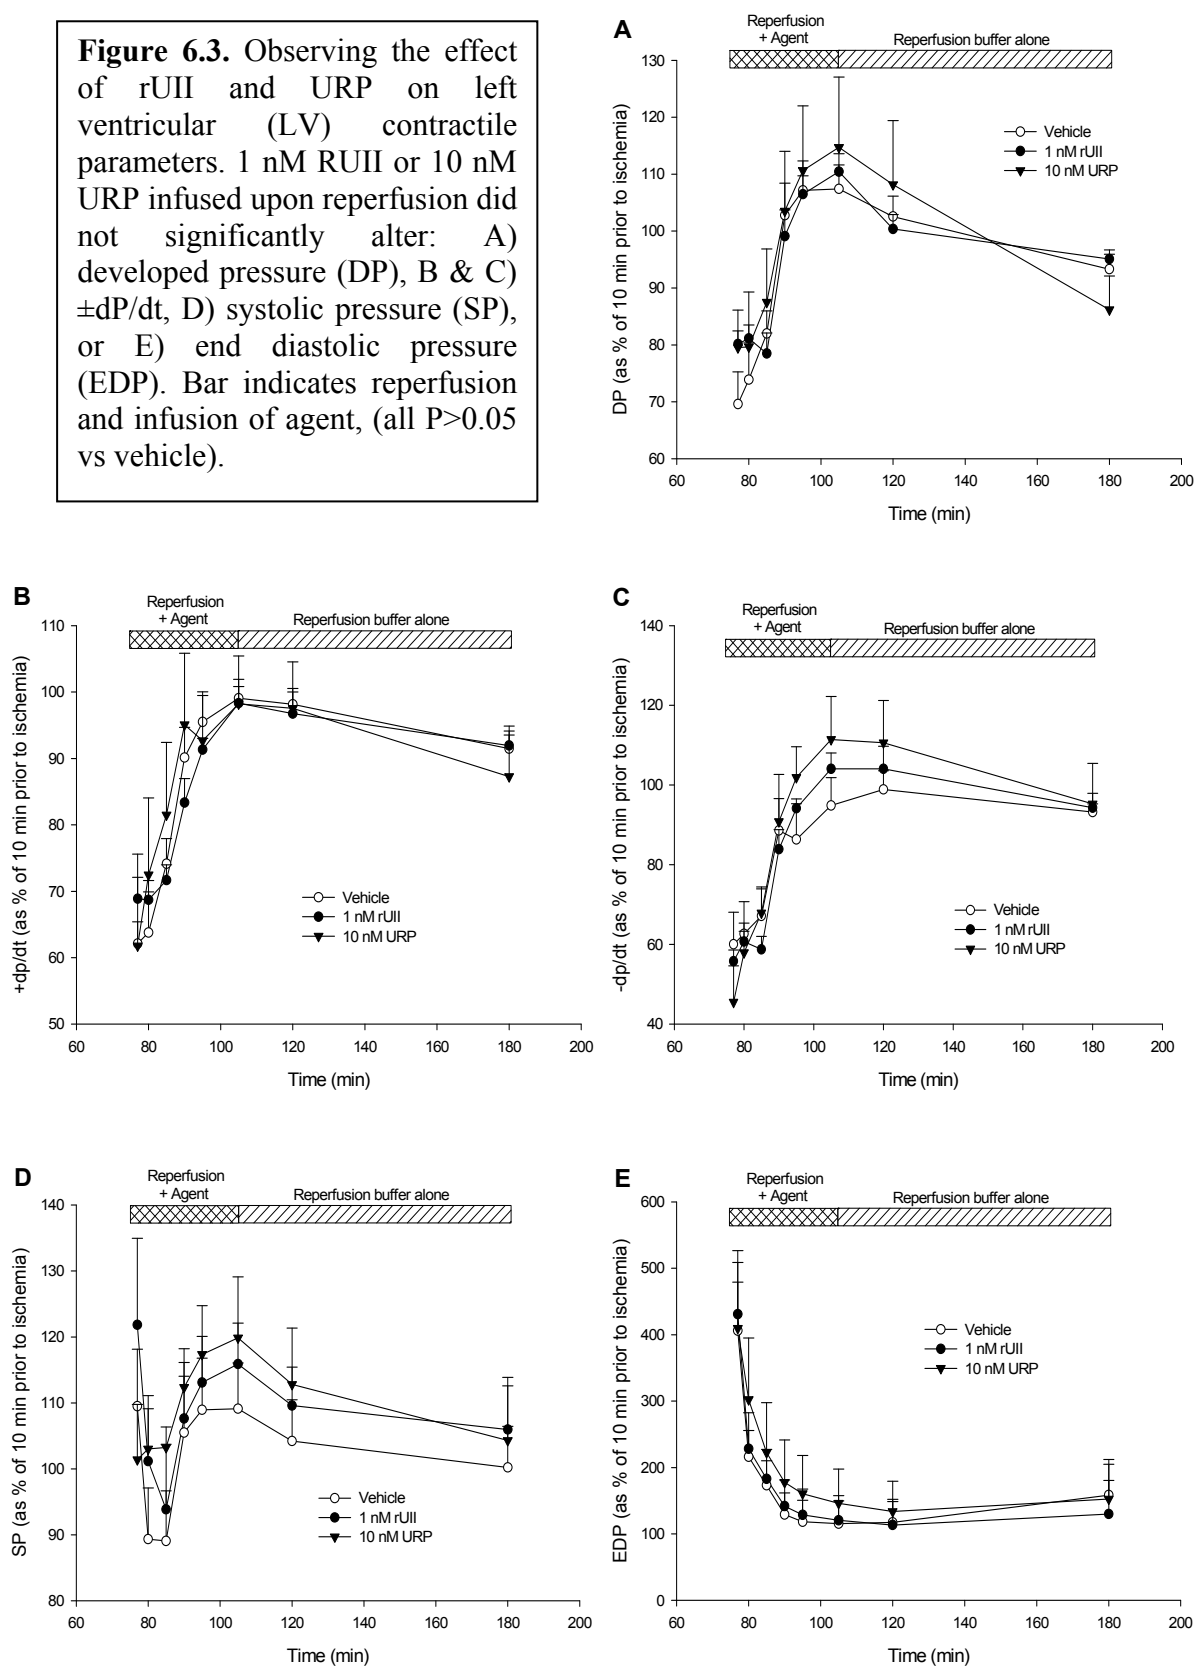 Figure 6.3. Observing the effect
of rUII and URP on left
ventricular (LV) contractile
parameters. 1 nM RUII or 10 nM
URP infused upon reperfusion did
not significantly alter: A)
developed pressure (DP), B & C)
±dP/dt, D) systolic pressure (SP),
or E) end diastolic pressure
(EDP). Bar indicates reperfusion
and infusion of agent, (all P>0.05
vs vehicle).
A
Reperfusion
+ Agent
Reperfusion buffer alone
DP (as % of 10 min prior to ischemia)
130
120
110
100
90
80
70
60
Vehicle
1 nM rUII
10 nM URP
60 80 100 120 140 160 180 200
Time (min)
B
Reperfusion
+ Agent
Reperfusion buffer alone
+dp/dt (as % of 10 min prior to ischemia)
110
100
90
80
70
60
50
Vehicle
1 nM rUII
10 nM URP
60 80 100 120 140 160 180 200
Time (min)
C
Reperfusion
+ Agent
Reperfusion buffer alone
-dp/dt (as % of 10 min prior to ischemia)
140
120
100
80
60
40
Vehicle
1 nM rUII
10 nM URP
60 80 100 120 140 160 180 200
Time (min)
D
Reperfusion
+ Agent
Reperfusion buffer alone
SP (as % of 10 min prior to ischemia)
140
130
120
110
100
90
80
Vehicle
1 nM rUII
10 nM URP
60 80 100 120 140 160 180 200
Time (min)
E
Reperfusion
+ Agent
Reperfusion buffer alone
EDP (as % of 10 min prior to ischemia)
600
500
400
300
200
100
0
Vehicle
1 nM rUII
10 nM URP
60 80 100 120 140 160 180 200
Time (min)